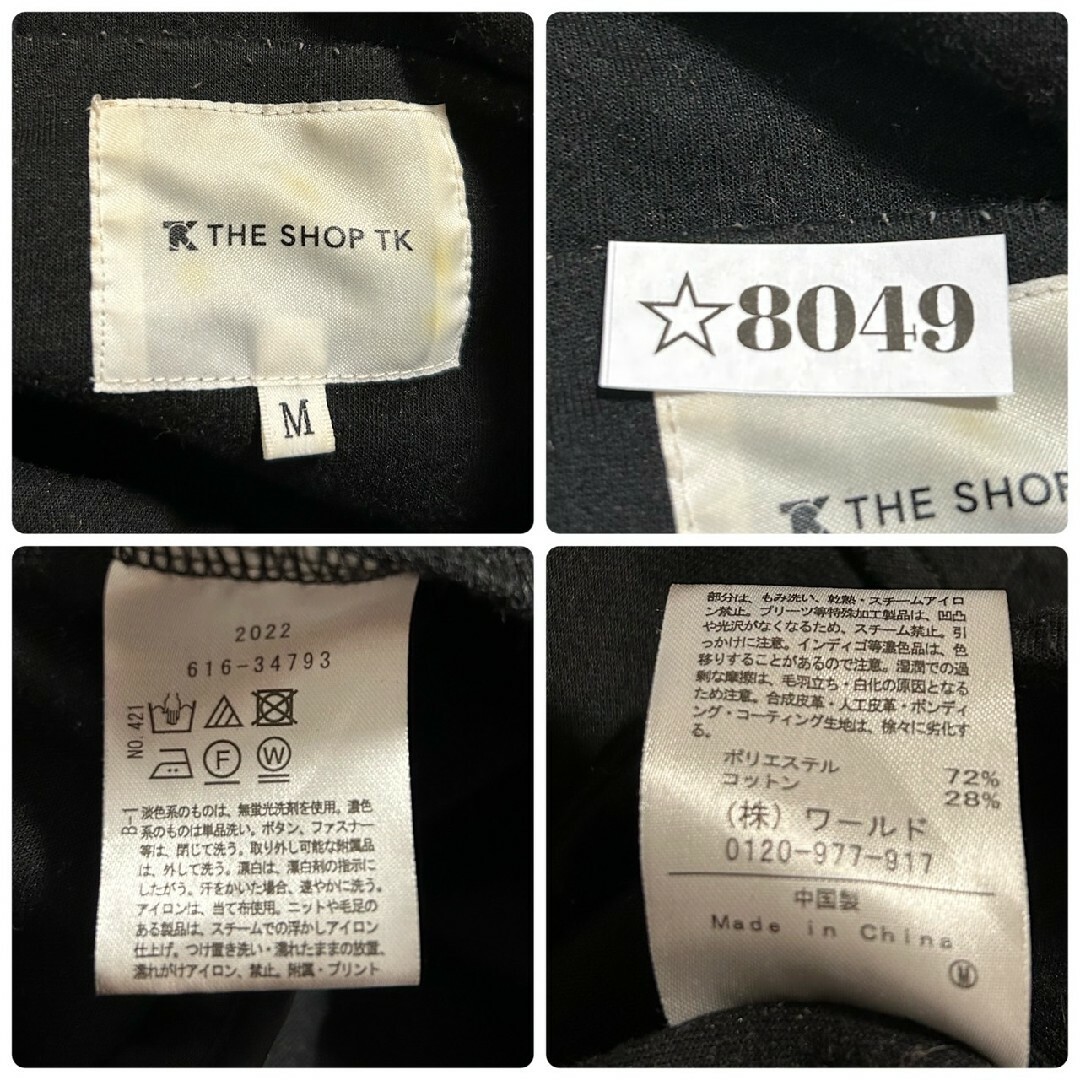 TK THE SHOP TK
M
☆8049
TK THE SHOP
2022
616-34793
NO.421
F W
B-1
淡色系のものは、無蛍光洗剤を使用。濃色
系のものは単品洗い。ボタン、ファスナー
等は、閉じて洗う。取り外し可能な附属品
は、外して洗う。漂白は、漂白剤の指示に
したがう。汗をかいた場合、速やかに洗う。
アイロンは、当て布使用。ニットや毛足の
ある製品は、スチームでの浮かしアイロン
仕上げ。つけ置き洗い・濡れたままの放置、
濡れがけアイロン、禁止。附属・プリント
部分は、もみ洗い、乾熱・スチームアイロ
ン禁止。プリーツ等特殊加工製品は、凹凸
や光沢がなくなるため、スチーム禁止。引
っかけに注意。インディゴ等濃色品は、色
移りすることがあるので注意。湿潤での過
剰な摩擦は、毛羽立ち・白化の原因となる
ため注意。合成皮革・人工皮革・ボンディ
ング・コーティング生地は、徐々に劣化す
る。
ポリエステル 72%
コットン 28%
(株) ワールド
0120-977-917
中国製
Made in China
M